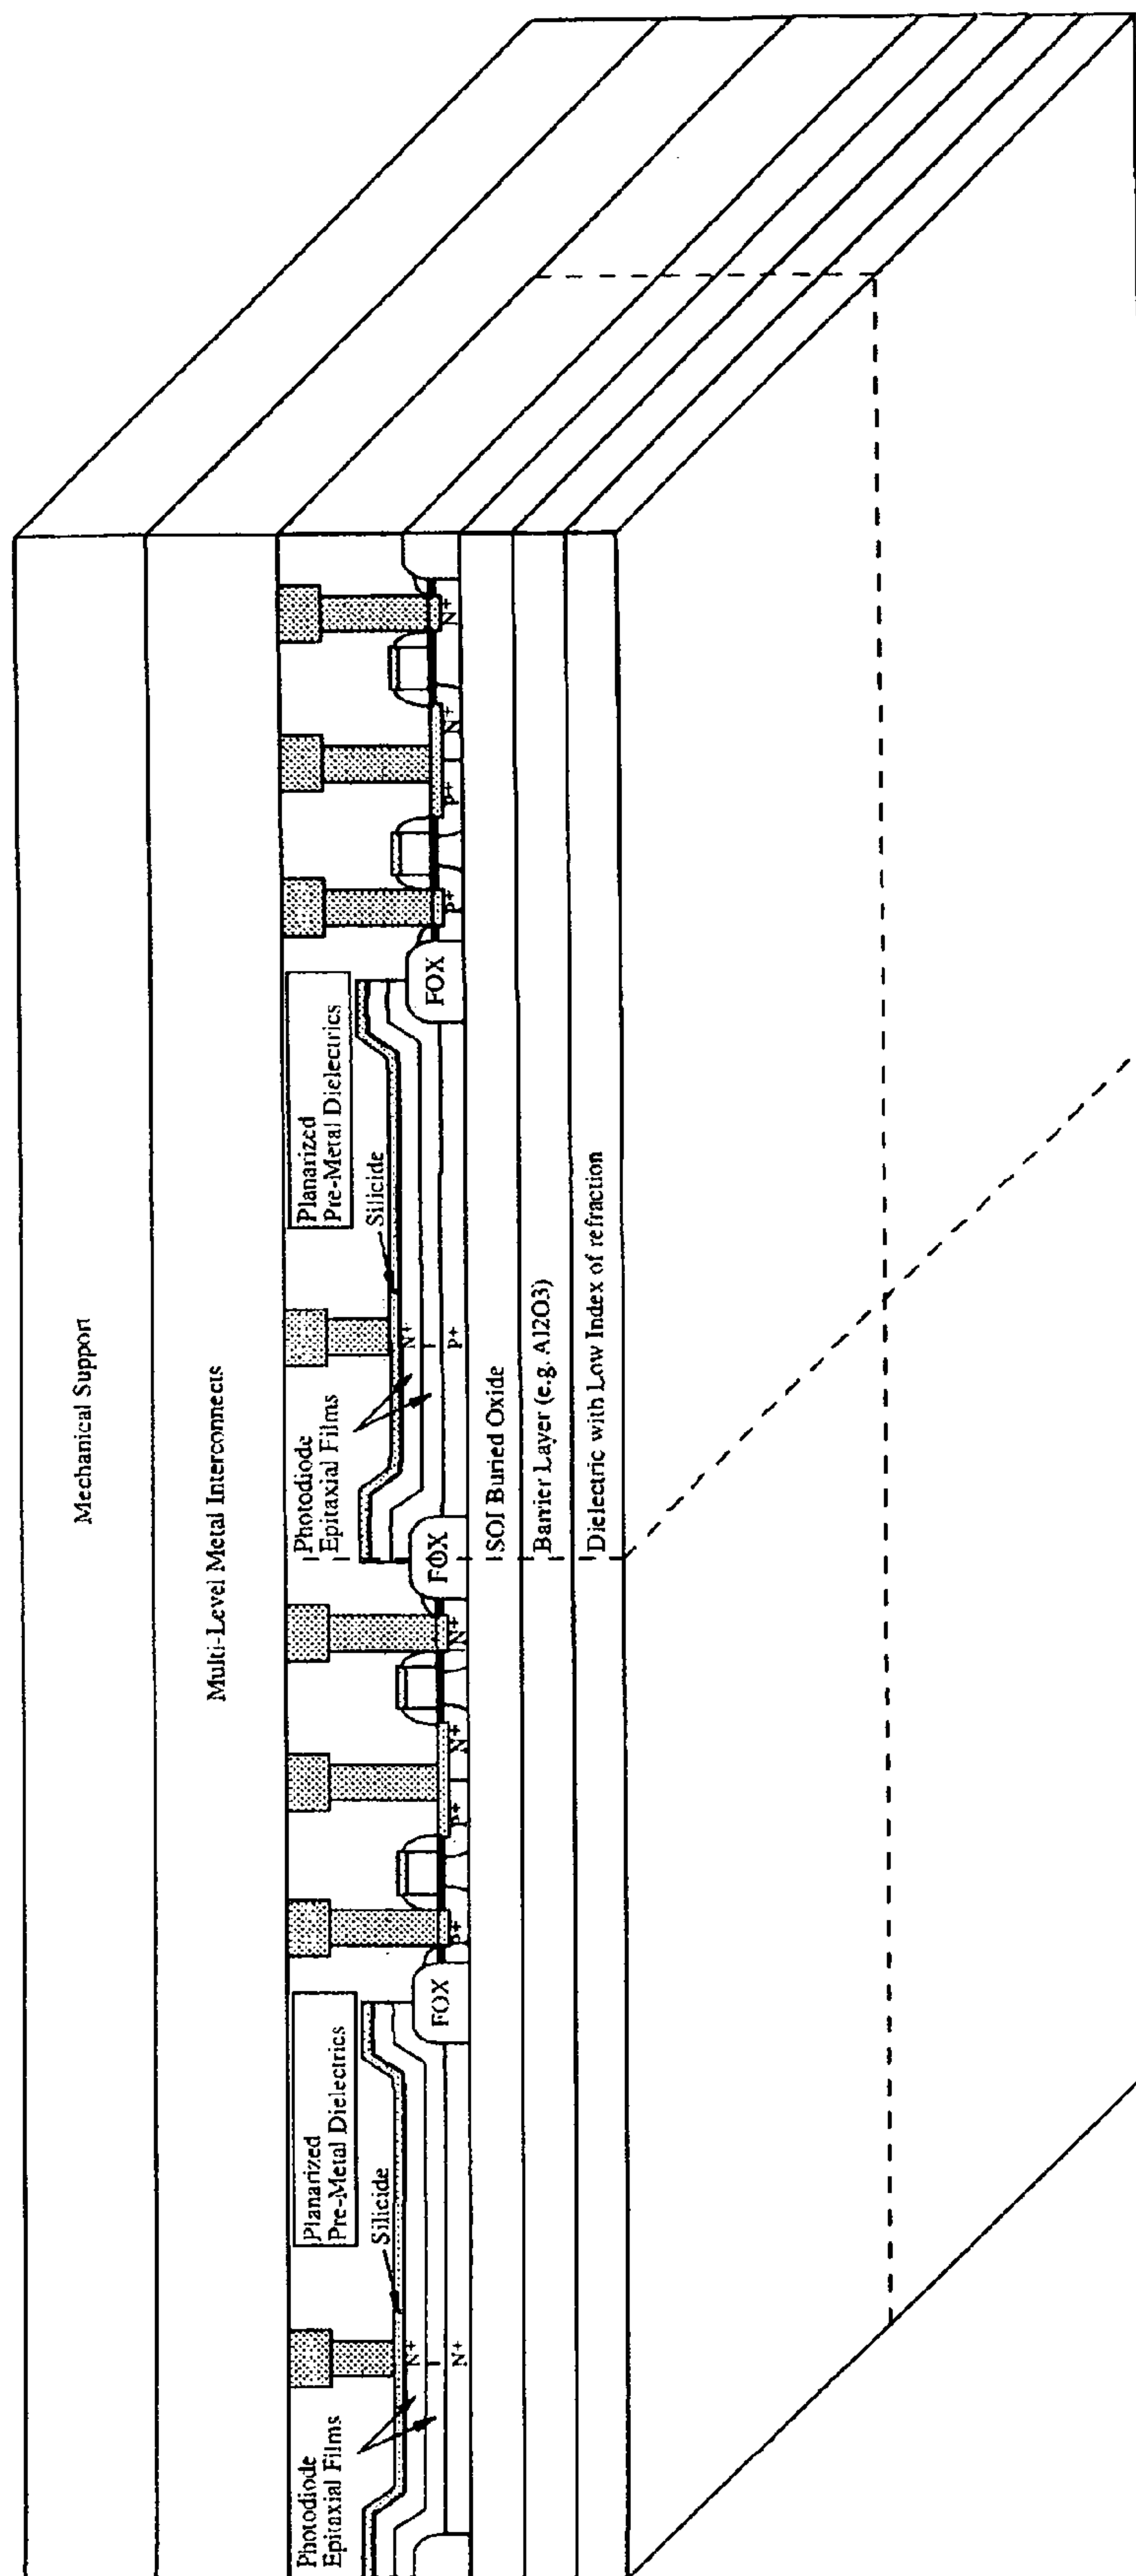 Mechanical Support
Multi-Level Metal Interconnects
Photodiode
Epitaxial Films
Planarized
Pre-Metal Dielectrics
Silicide
N+
I
N+
FOX
P+
P+
N+
N+
FOX
Photodiode
Epitaxial Films
Planarized
Pre-Metal Dielectrics
Silicide
N+
I
P+
FOX
P+
P+
N+
N+
SOI Buried Oxide
Barrier Layer (e.g. Al2O3)
Dielectric with Low Index of refraction